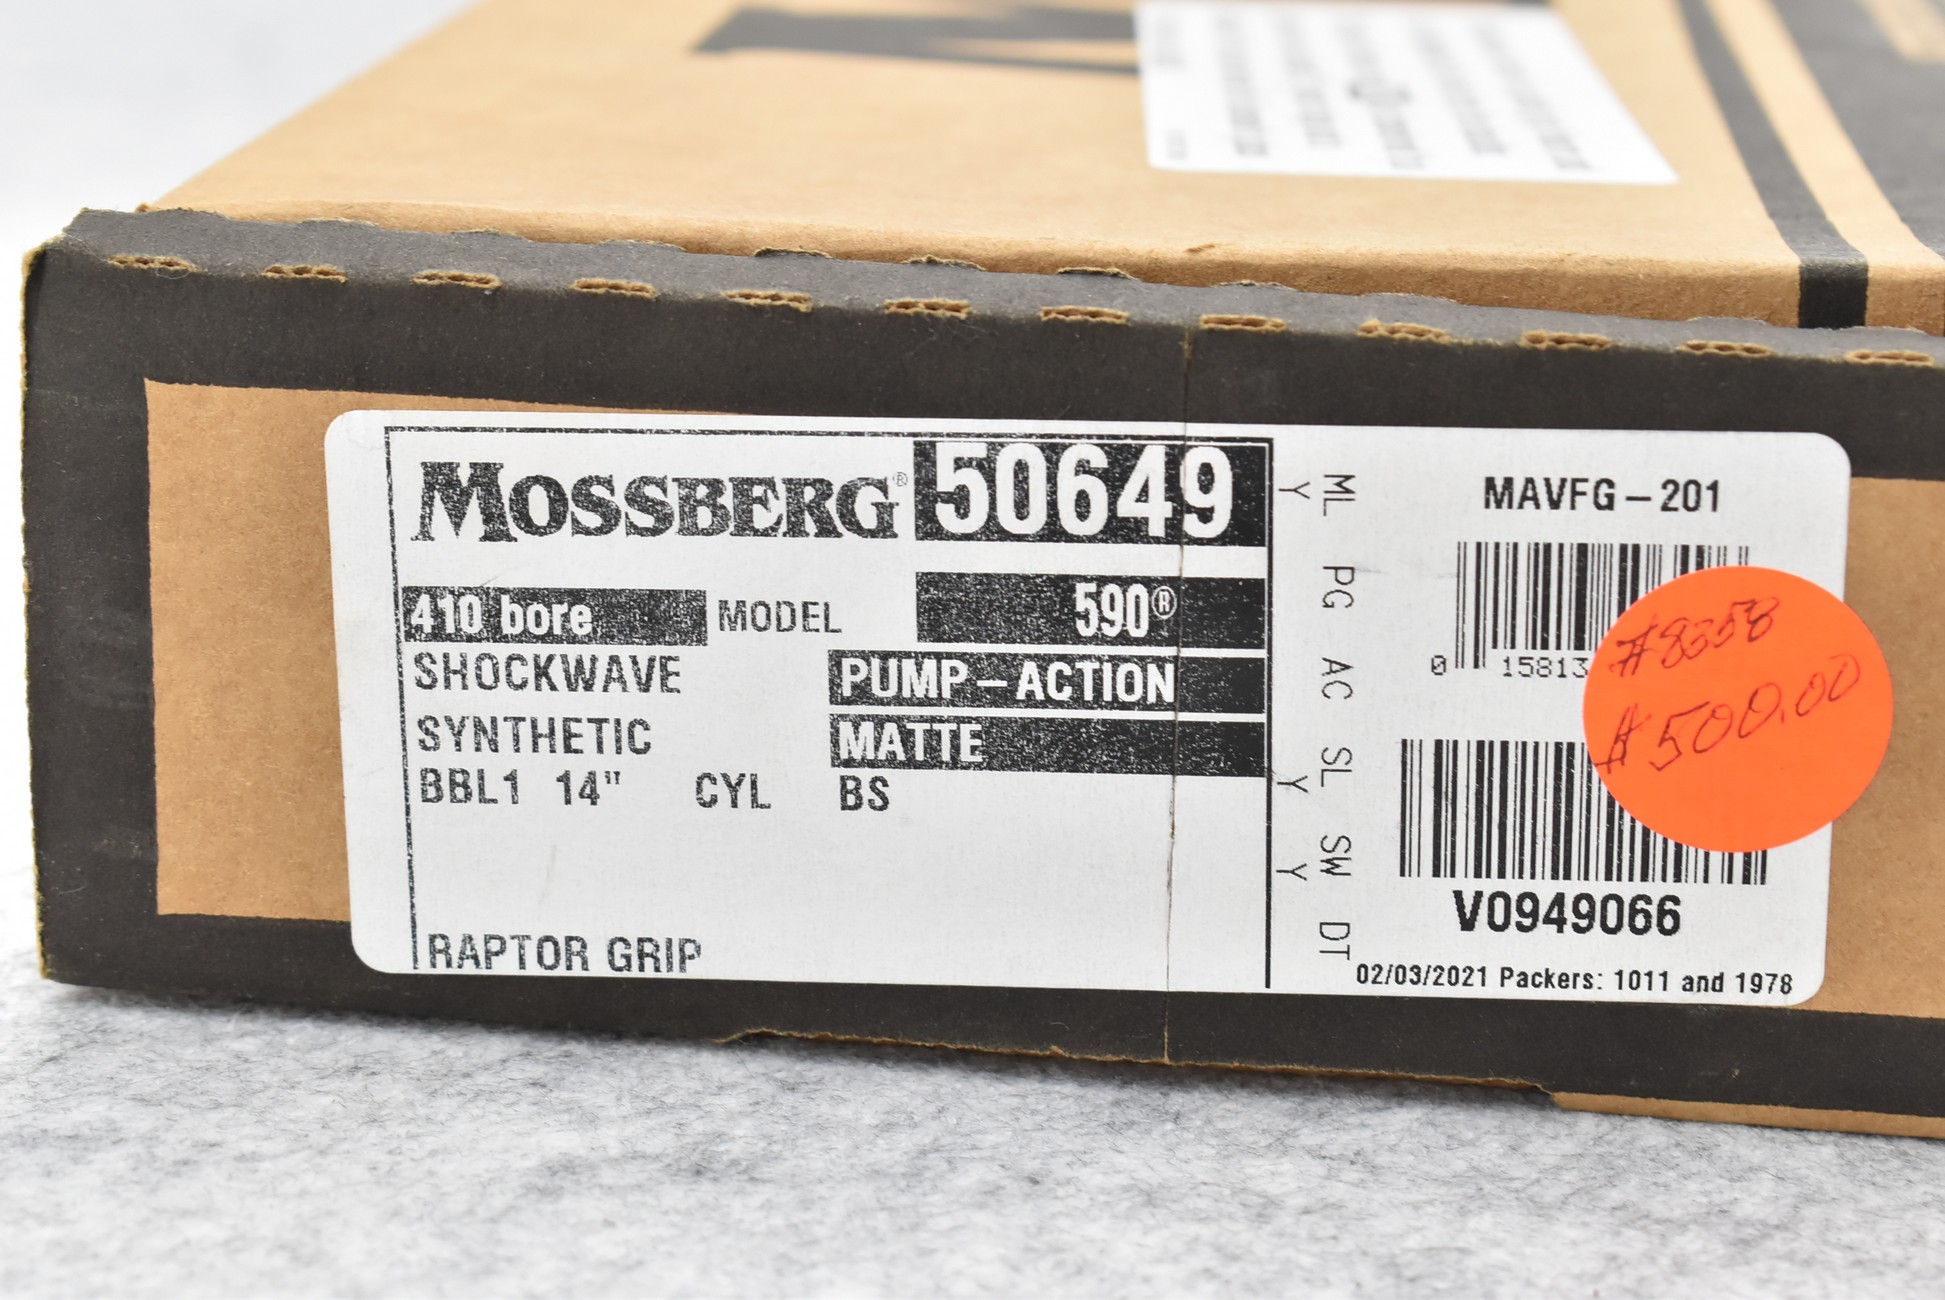 MOSSBERG® 50649
410 bore MODEL 590®
SHOCKWAVE PUMP-ACTION
SYNTHETIC MATTE
BBL1 14" CYL BS
RAPTOR GRIP
ML PG AC SL SW DT
Y Y Y
MAVFG-201
0 15813
V0949066
02/03/2021 Packers: 1011 and 1978
#8358
$500.00